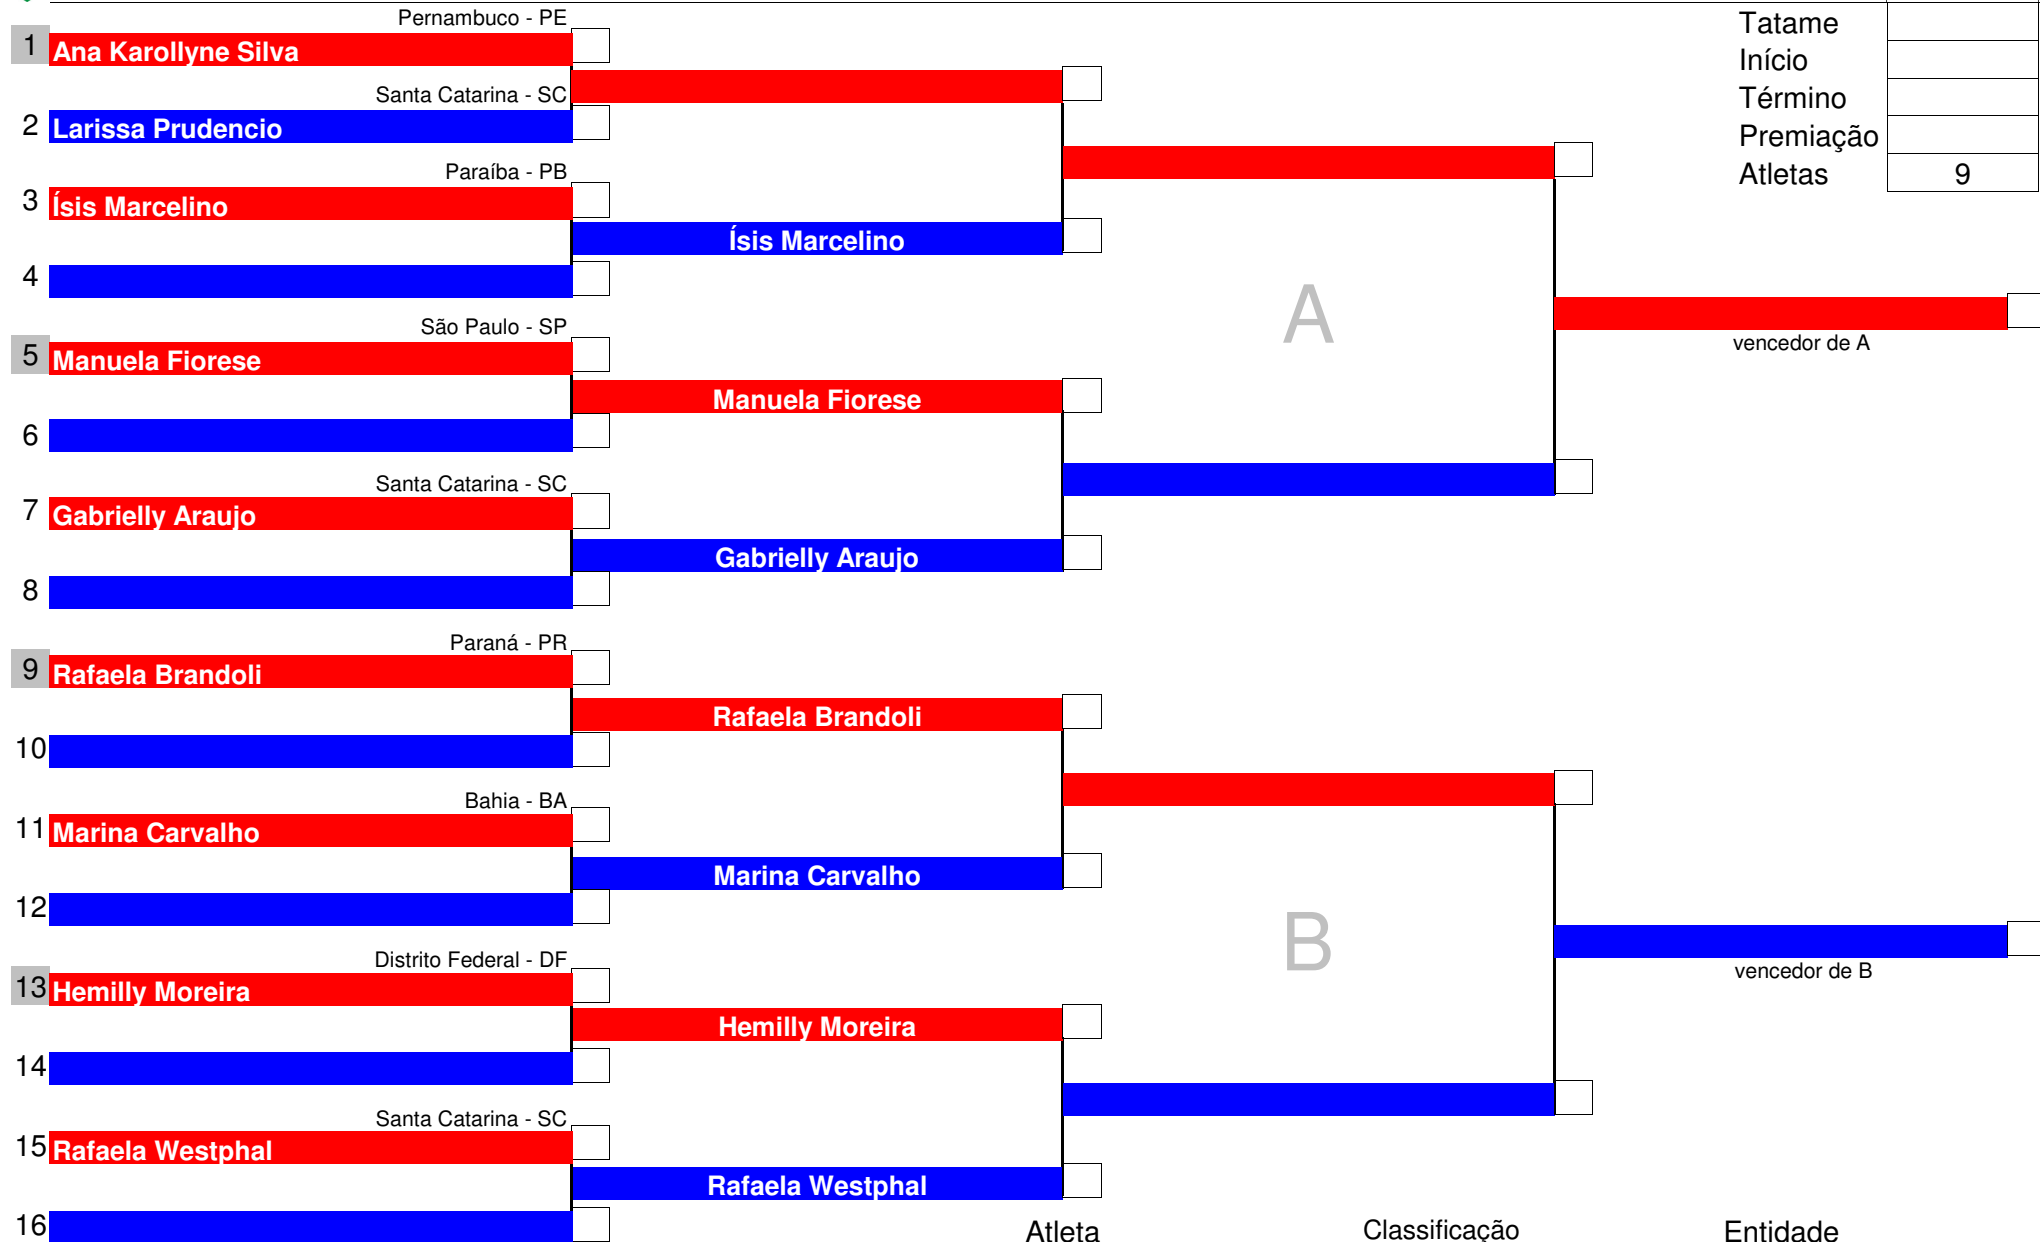 Pernambuco - PE
1 Ana Karollyne Silva
Santa Catarina - SC
2 Larissa Prudencio
Paraíba - PB
3 Ísis Marcelino
Ísis Marcelino
4
São Paulo - SP
5 Manuela Fiorese
Manuela Fiorese
6
Santa Catarina - SC
7 Gabrielly Araujo
Gabrielly Araujo
8
Paraná - PR
9 Rafaela Brandoli
Rafaela Brandoli
10
Bahia - BA
11 Marina Carvalho
Marina Carvalho
12
Distrito Federal - DF
13 Hemilly Moreira
Hemilly Moreira
14
Santa Catarina - SC
15 Rafaela Westphal
Rafaela Westphal
16
A
vencedor de A
B
vencedor de B
Tatame
Início
Término
Premiação
Atletas 9
Atleta Classificação Entidade